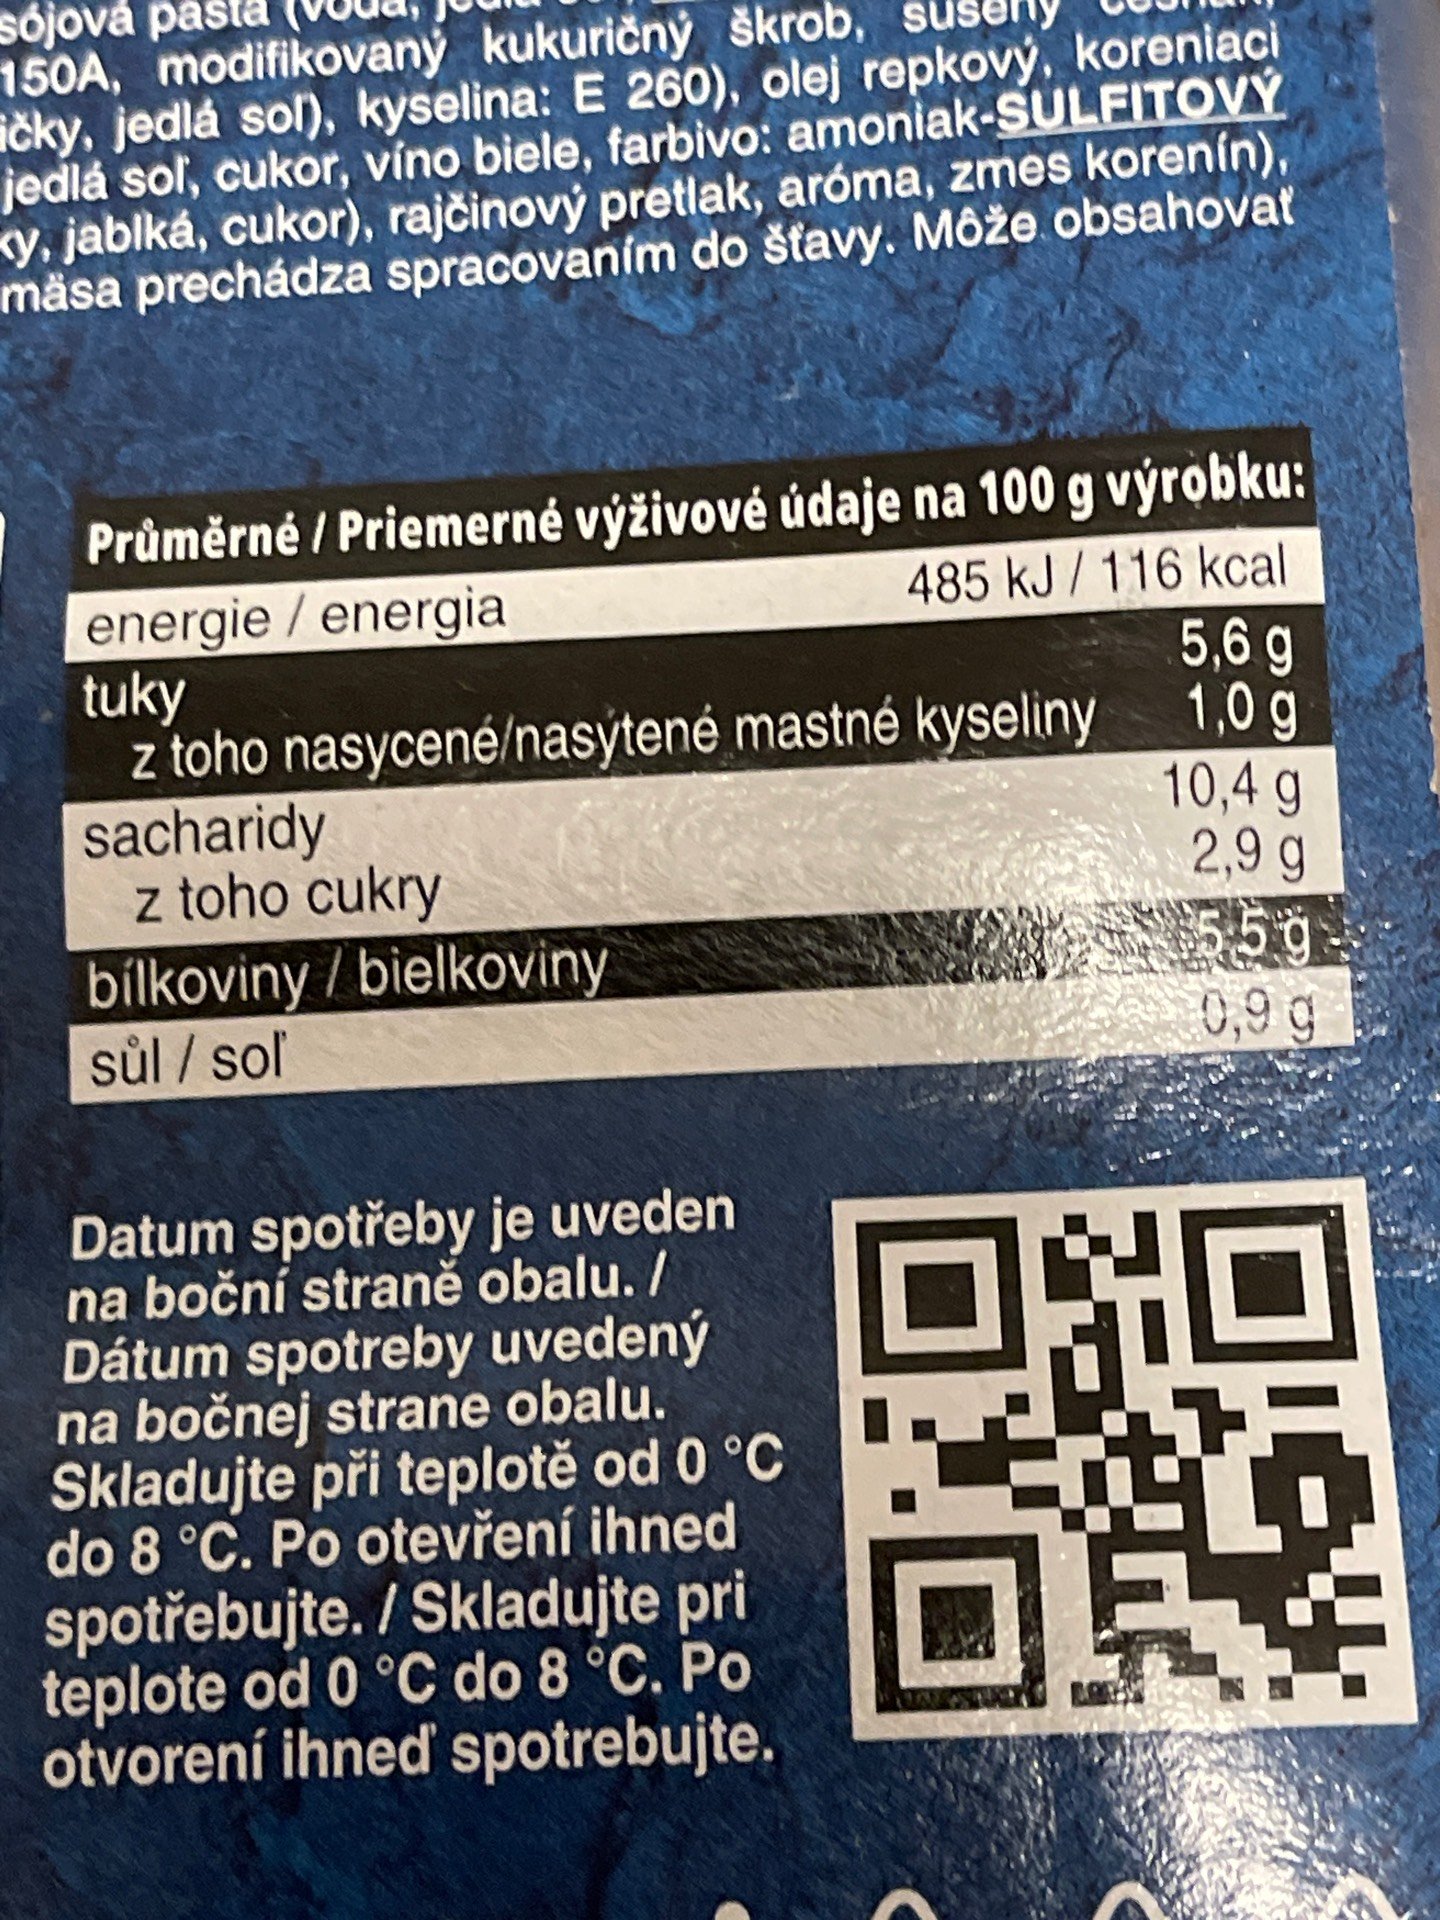 sójová pasta (voda,
150A, modifikovaný kukuričný škrob, sušený
ičky, jedlá soľ), kyselina: E 260), olej repkový, koreniaci
jedlá soľ, cukor, víno biele, farbivo: amoniak-SULFITOVÝ
ky, jablká, cukor), rajčinový pretlak, aróma, zmes korenín),
mäsa prechádza spracovaním do šťavy. Môže obsahovať
Průměrné / Priemerné výživové údaje na 100 g výrobku:
energie / energia 485 kJ / 116 kcal
tuky 5,6 g
z toho nasycené/nasýtené mastné kyseliny 1,0 g
sacharidy 10,4 g
z toho cukry 2,9 g
bílkoviny / bielkoviny 5,5 g
sůl / soľ 0,9 g
Datum spotřeby je uveden
na boční straně obalu. /
Dátum spotreby uvedený
na bočnej strane obalu.
Skladujte při teplotě od 0 °C
do 8 °C. Po otevření ihned
spotřebujte. / Skladujte pri
teplote od 0 °C do 8 °C. Po
otvorení ihneď spotrebujte.